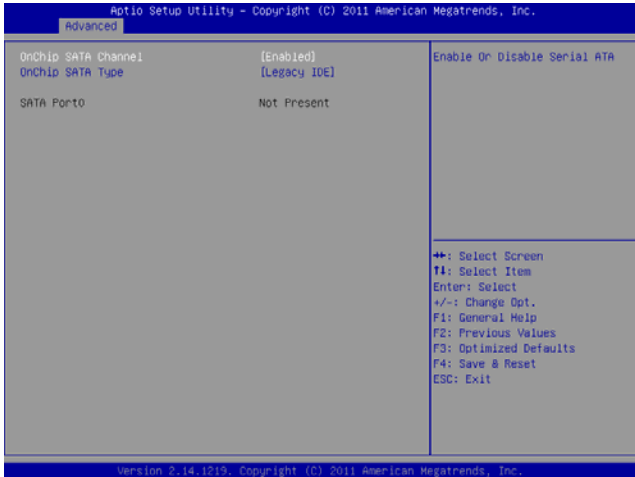 Aptio Setup Utility – Copyright (C) 2011 American Megatrends, Inc.
Advanced
OnChip SATA Channel [Enabled]
OnChip SATA Type [Legacy IDE]
SATA Port0 Not Present
Enable Or Disable Serial ATA
→←: Select Screen
↑↓: Select Item
Enter: Select
+/-: Change Opt.
F1: General Help
F2: Previous Values
F3: Optimized Defaults
F4: Save & Reset
ESC: Exit
Version 2.14.1219. Copyright (C) 2011 American Megatrends, Inc.